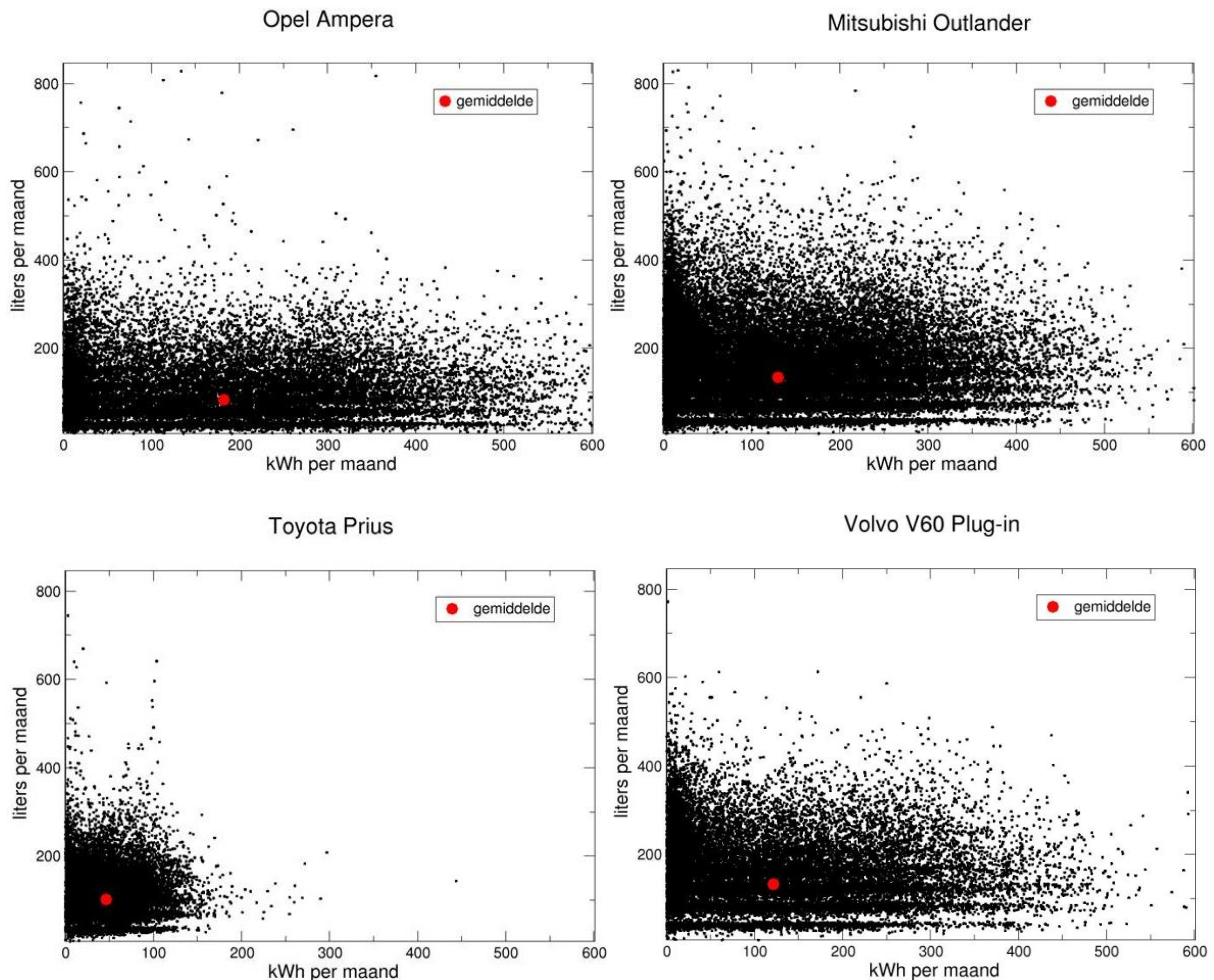 Opel Ampera
800
600
400
200
0 100 200 300 400 500 600
liters per maand
kWh per maand
gemiddelde
Mitsubishi Outlander
800
600
400
200
0 100 200 300 400 500 600
liters per maand
kWh per maand
gemiddelde
Toyota Prius
800
600
400
200
0 100 200 300 400 500 600
liters per maand
kWh per maand
gemiddelde
Volvo V60 Plug-in
800
600
400
200
0 100 200 300 400 500 600
liters per maand
kWh per maand
gemiddelde